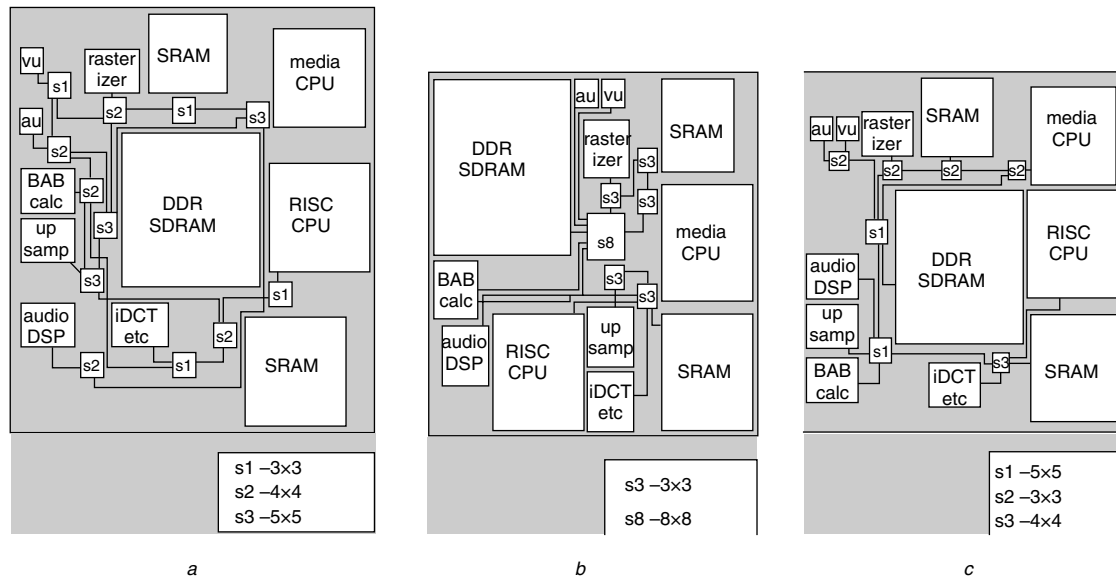 vu
s1
raster
izer
SRAM
media
CPU
s2
s1
s3
au
s2
BAB
calc
s2
DDR
SDRAM
RISC
CPU
up
samp
s3
s3
s1
audio
DSP
iDCT
etc
s2
s2
s1
SRAM
s1 –3×3
s2 –4×4
s3 –5×5
a
DDR
SDRAM
au
vu
raster
izer
s3
SRAM
s3
s3
s8
media
CPU
BAB
calc
s3
s3
audio
DSP
RISC
CPU
up
samp
iDCT
etc
SRAM
s3 –3×3
s8 –8×8
b
au
vu
raster
izer
SRAM
media
CPU
s2
s2
s2
s2
s1
DDR
SDRAM
RISC
CPU
audio
DSP
up
samp
s1
BAB
calc
iDCT
etc
s3
SRAM
s1 –5×5
s2 –3×3
s3 –4×4
c